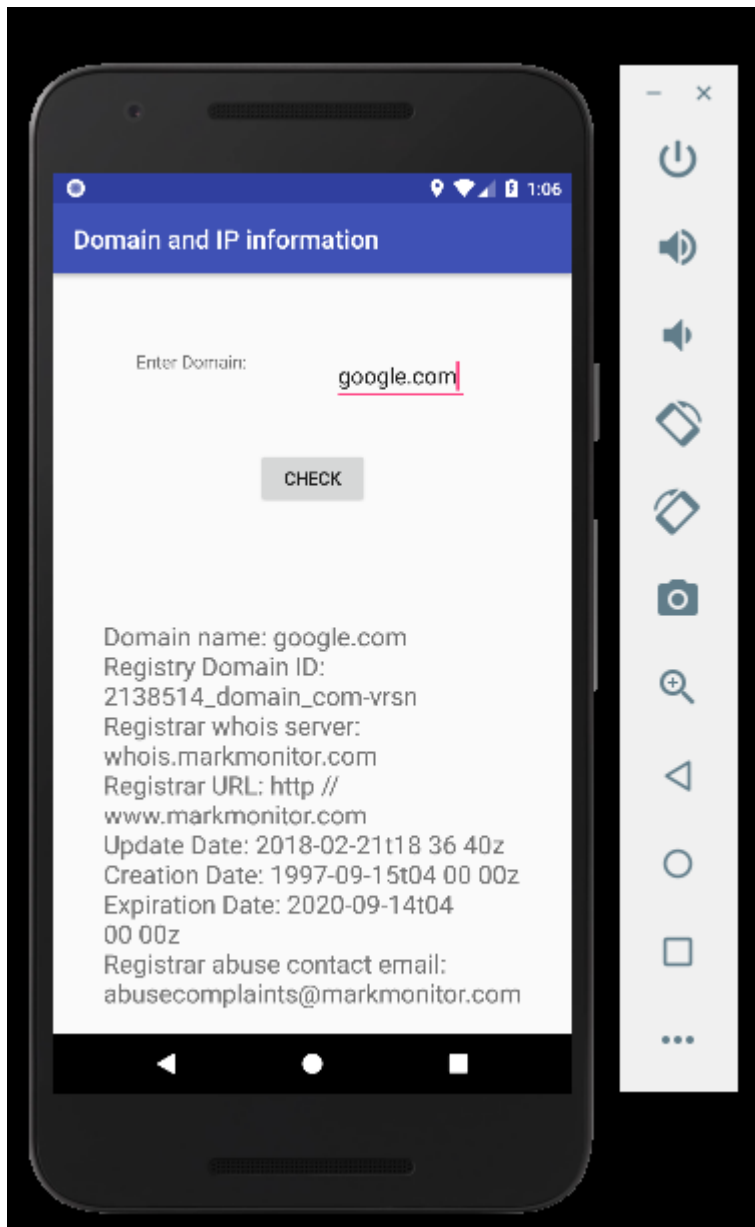 1:06
Domain and IP information
Enter Domain:
google.com
CHECK
Domain name: google.com
Registry Domain ID:
2138514_domain_com-vrsn
Registrar whois server:
whois.markmonitor.com
Registrar URL: http //
www.markmonitor.com
Update Date: 2018-02-21t18 36 40z
Creation Date: 1997-09-15t04 00 00z
Expiration Date: 2020-09-14t04
00 00z
Registrar abuse contact email:
abusecomplaints@markmonitor.com